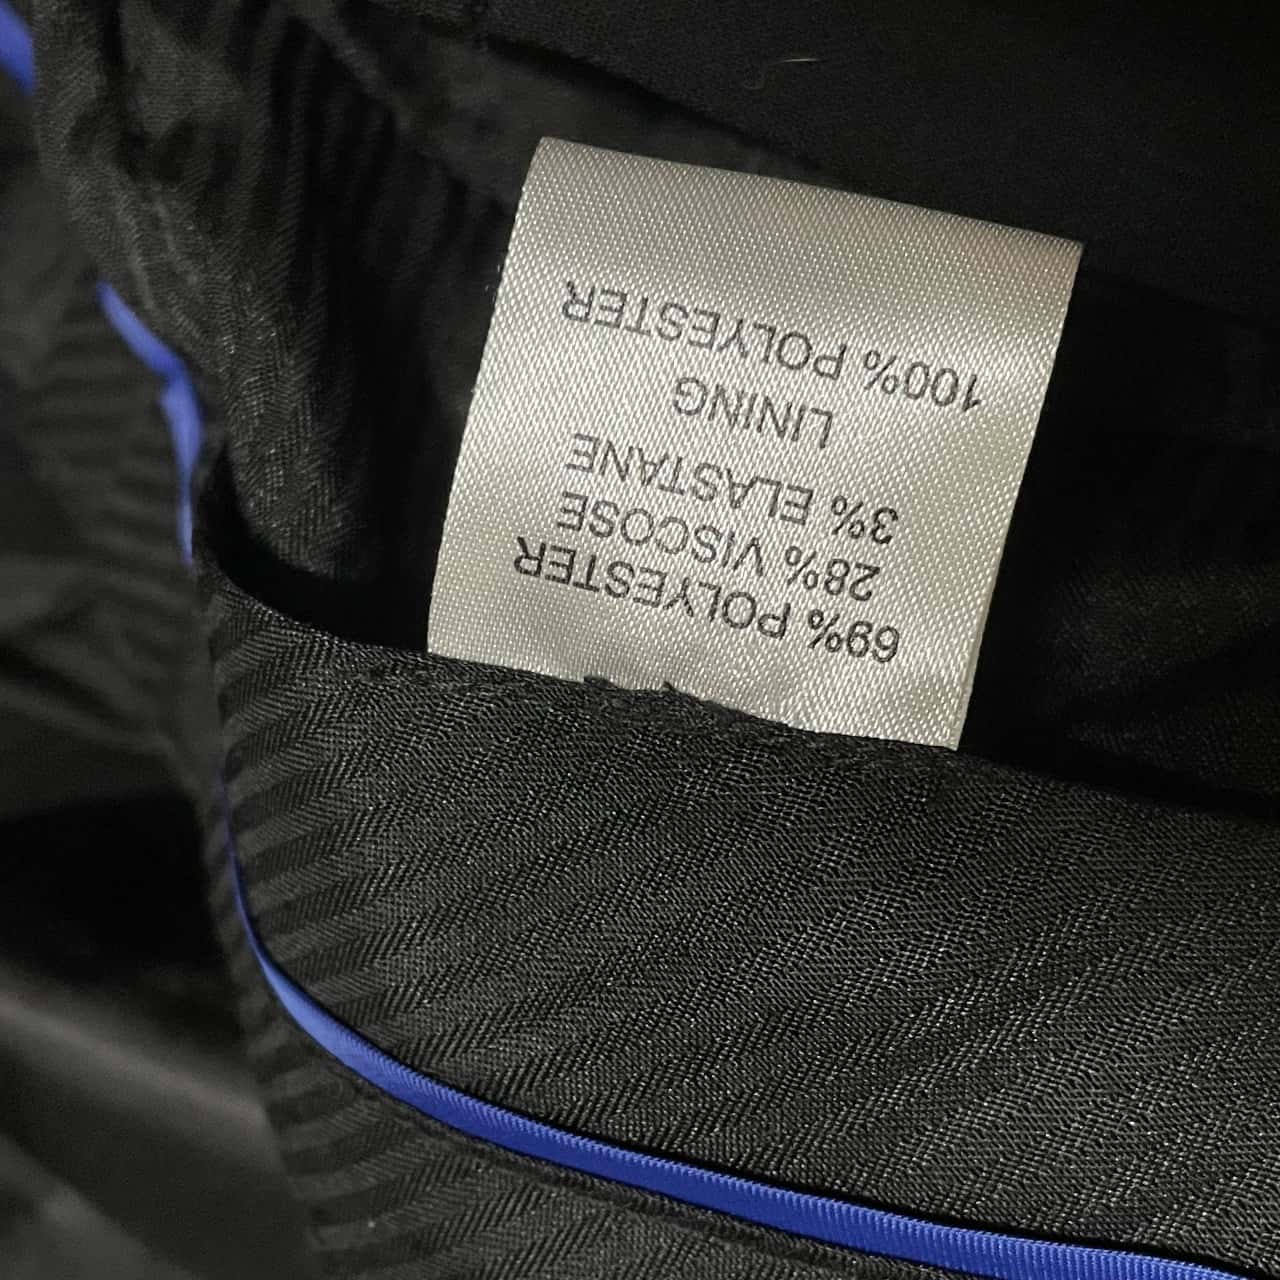 69% POLYESTER
28% VISCOSE
3% ELASTANE
LINING
100% POLYESTER